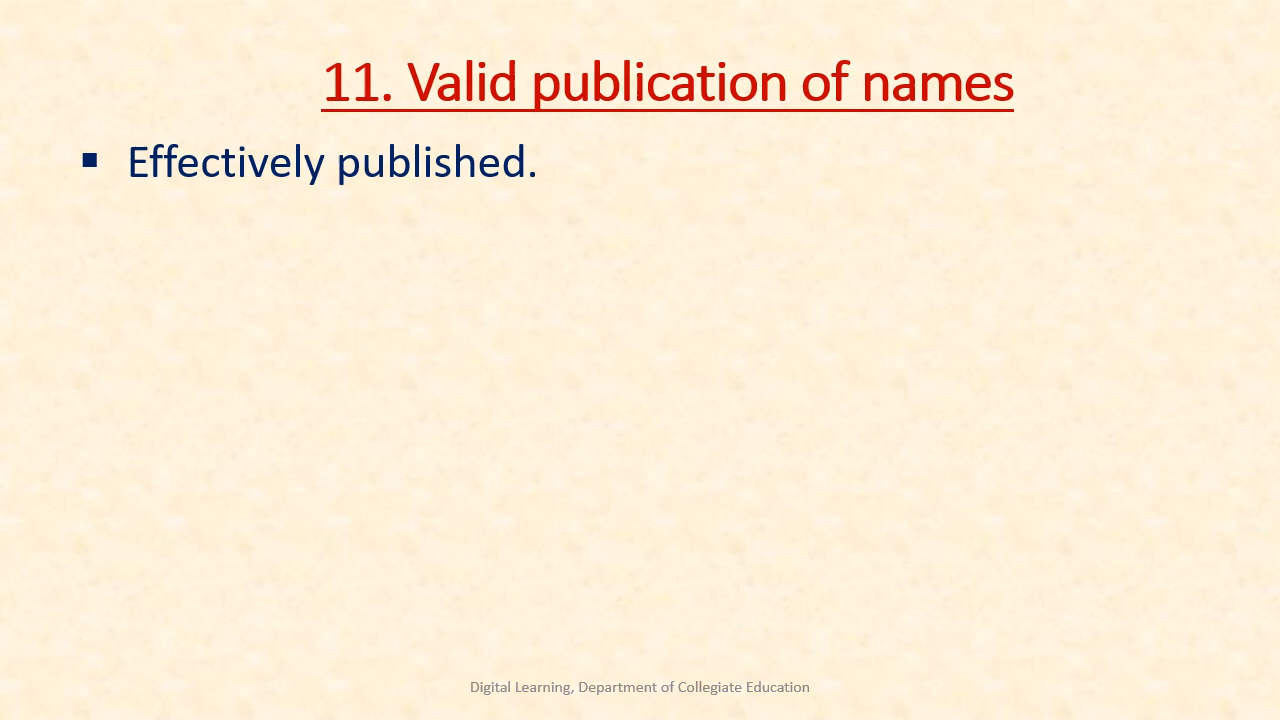 11. Valid publication of names
▪ Effectively published.
Digital Learning, Department of Collegiate Education